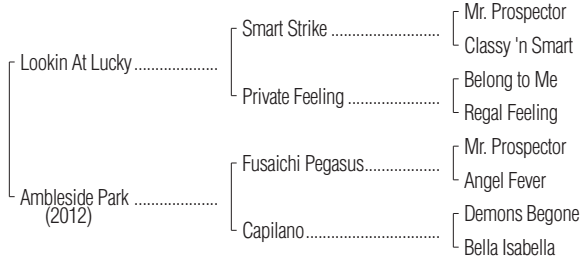 Mr. Prospector
Smart Strike ........................
Classy 'n Smart
Lookin At Lucky ....................
Belong to Me
Private Feeling ....................
Regal Feeling
Mr. Prospector
Fusaichi Pegasus................
Angel Fever
Ambleside Park ....................
(2012)
Demons Begone
Capilano.............................
Bella Isabella